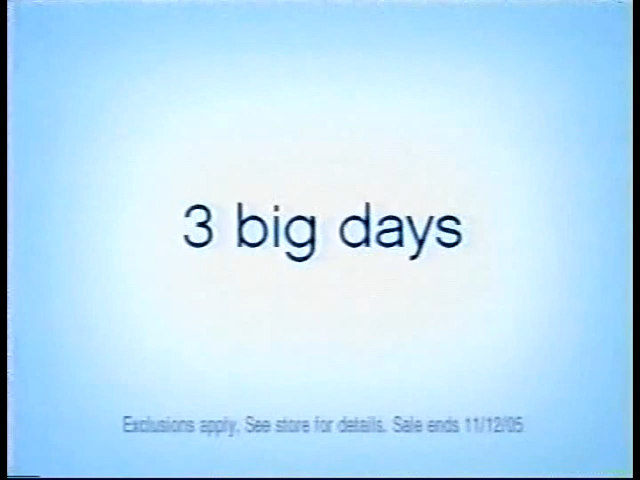 3 big days
Exclusions apply. See store for details. Sale ends 11/12/05